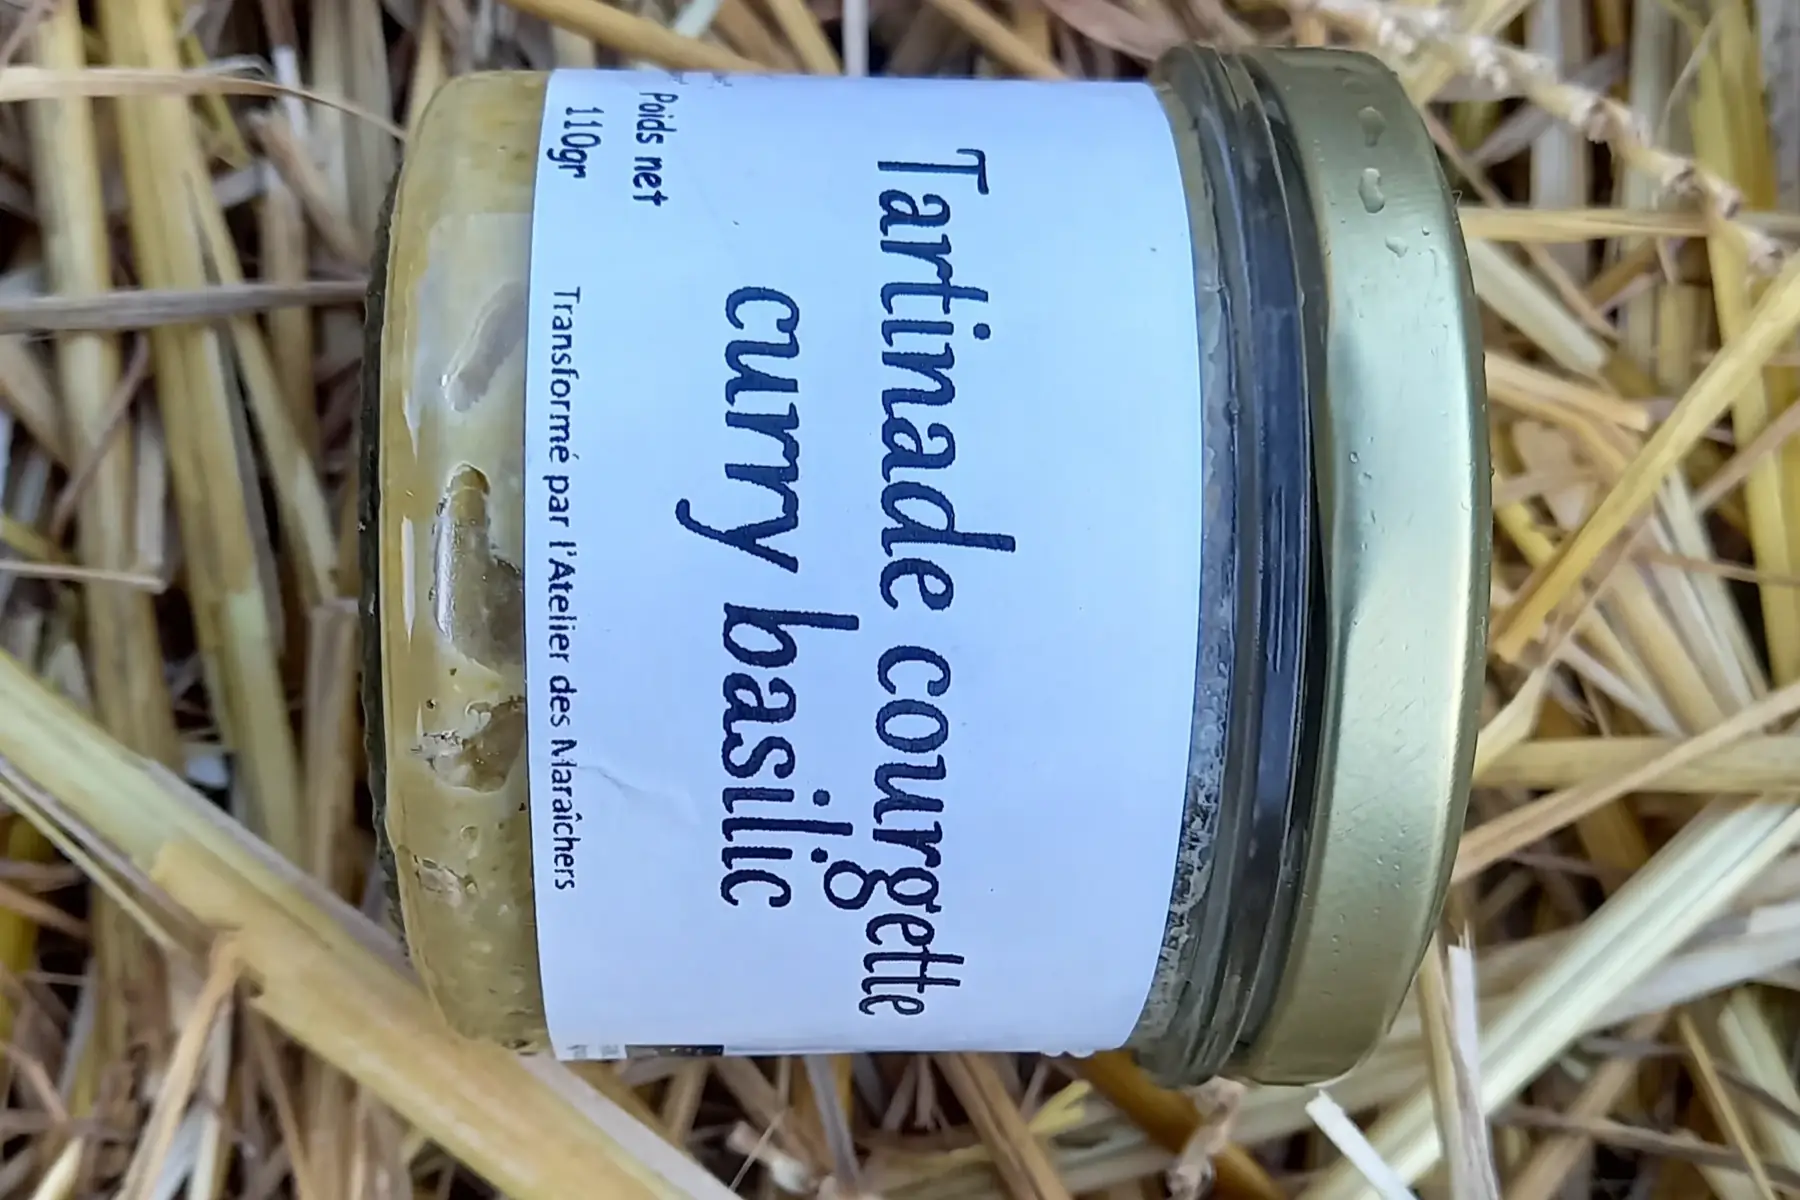 Tartinade courgette
curry basilic
Poids net
110gr
Transformé par l'Atelier des Maraîchers